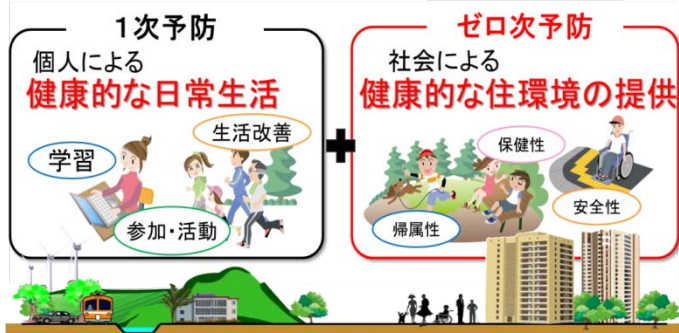 1次予防
個人による
健康的な日常生活
学習
生活改善
参加・活動
+
ゼロ次予防
社会による
健康的な住環境の提供
保健性
帰属性
安全性